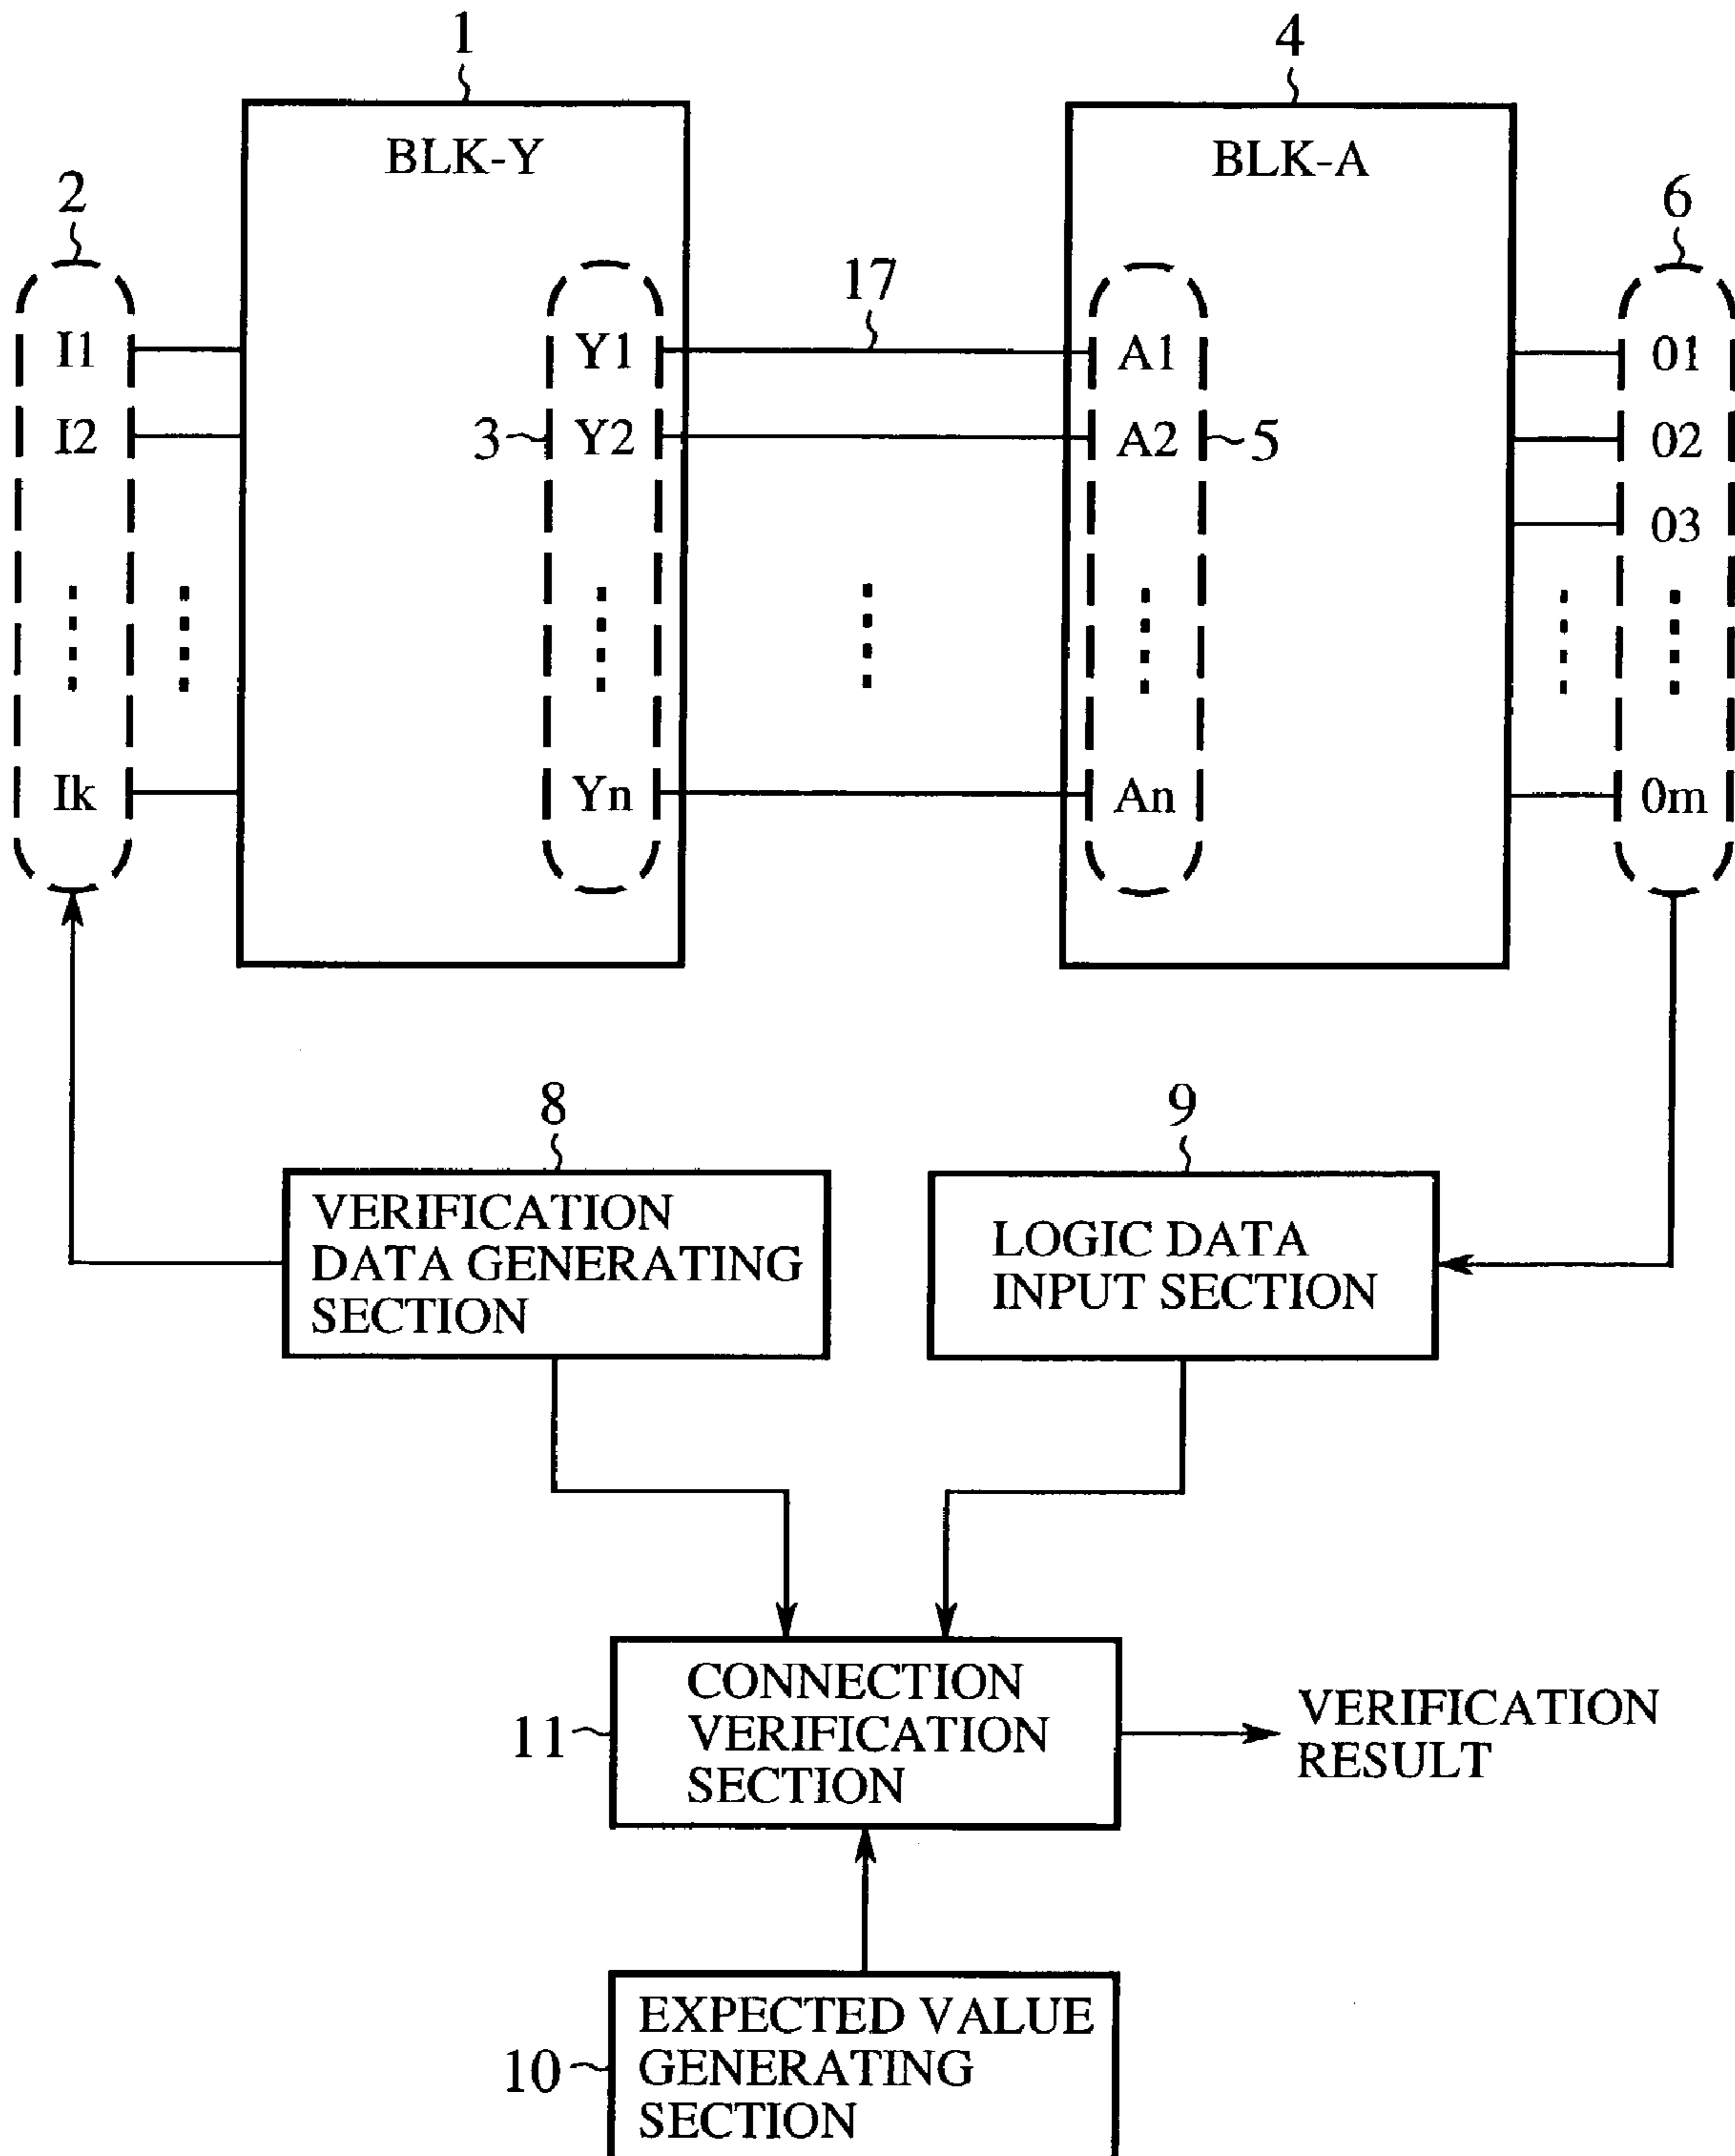 1
4
BLK-Y
BLK-A
2
6
17
I1
Y1
A1
01
I2
3
Y2
A2
5
02
03
Ik
Yn
An
0m
8
9
VERIFICATION
DATA GENERATING
SECTION
LOGIC DATA
INPUT SECTION
11
CONNECTION
VERIFICATION
SECTION
VERIFICATION
RESULT
10
EXPECTED VALUE
GENERATING
SECTION